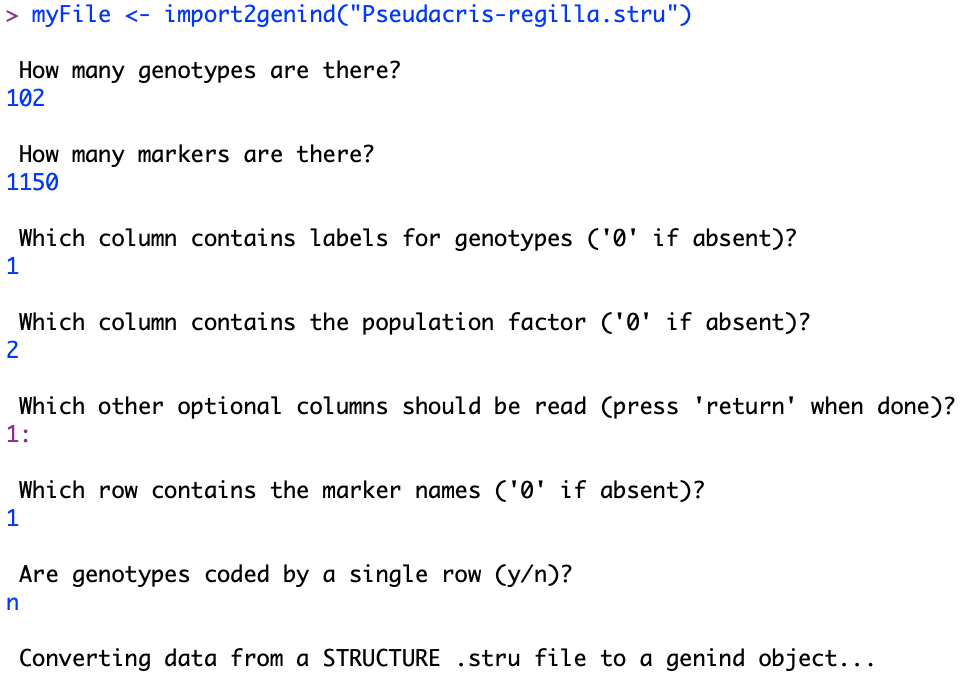 > myFile <- import2genind("Pseudacris-regilla.stru")
How many genotypes are there?
102
How many markers are there?
1150
Which column contains labels for genotypes ('0' if absent)?
1
Which column contains the population factor ('0' if absent)?
2
Which other optional columns should be read (press 'return' when done)?
1:
Which row contains the marker names ('0' if absent)?
1
Are genotypes coded by a single row (y/n)?
n
Converting data from a STRUCTURE .stru file to a genind object...